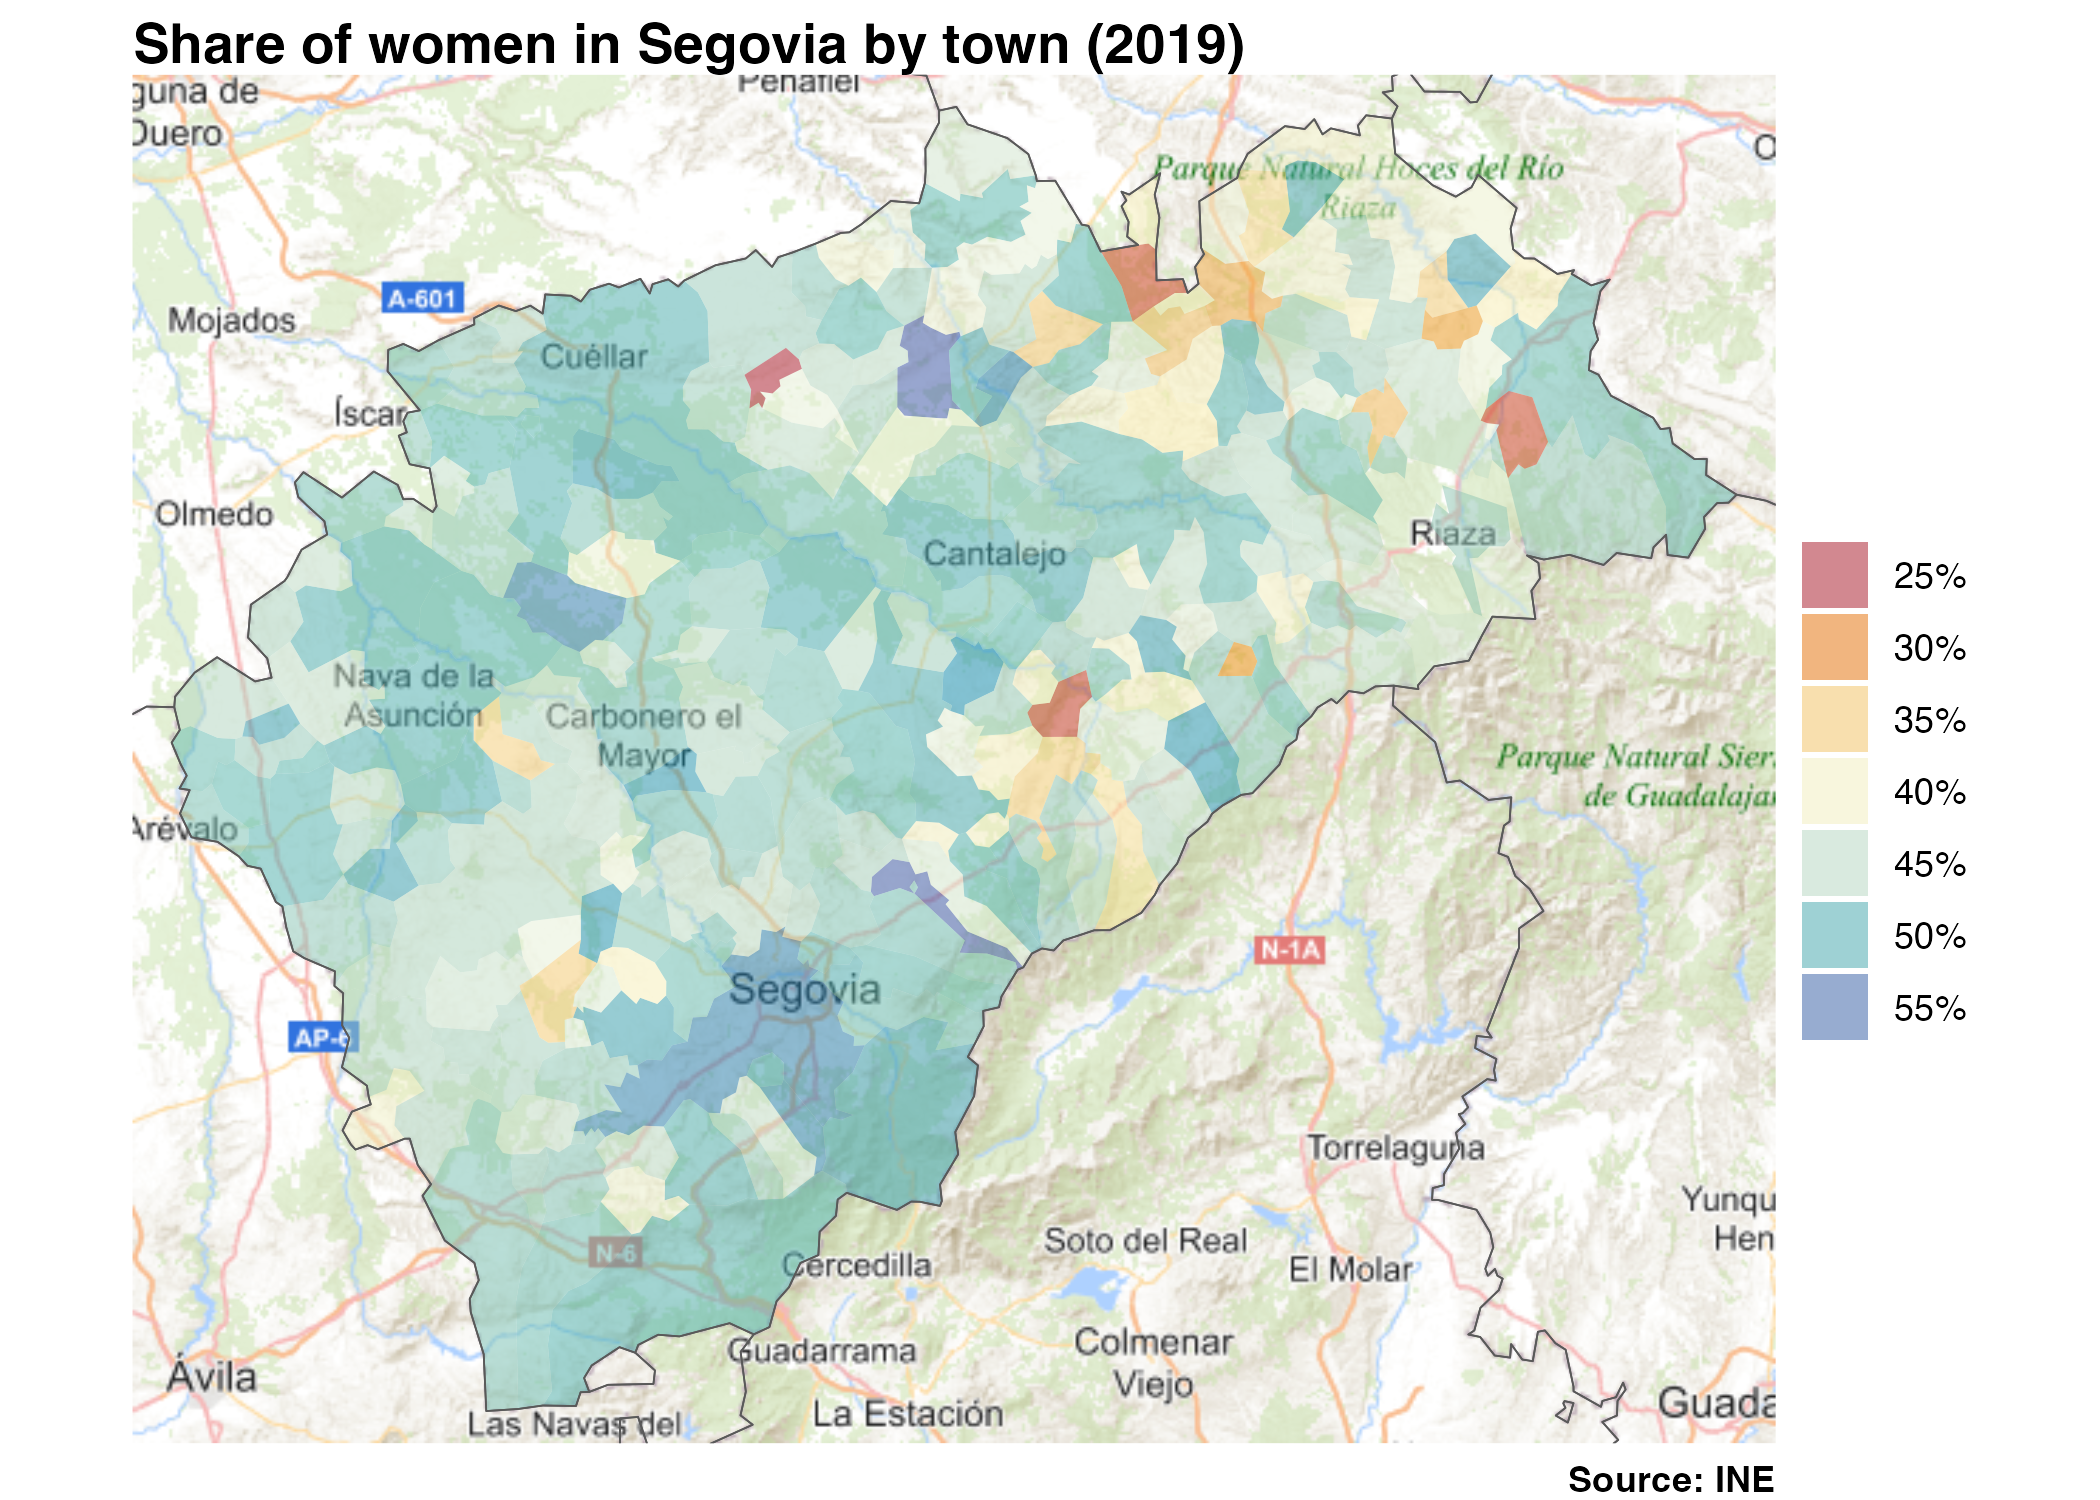 Share of women in Segovia by town (2019)
Peñafiel
guna de
Duero
Parque Natural Hoces del Río
Riaza
A-601
Mojados
Cuéllar
Íscar
Olmedo
Riaza
Cantalejo
25%
30%
35%
40%
45%
50%
55%
Nava de la
Asunción
Carbonero el
Mayor
Parque Natural Sier
de Guadalajar
Arévalo
N-1A
Segovia
AP-6
Torrelaguna
Yunqu
Hen
Soto del Real
N-6
Cercedilla
El Molar
Guadarrama
Colmenar
Viejo
Ávila
Las Navas del
La Estación
Guada
Source: INE